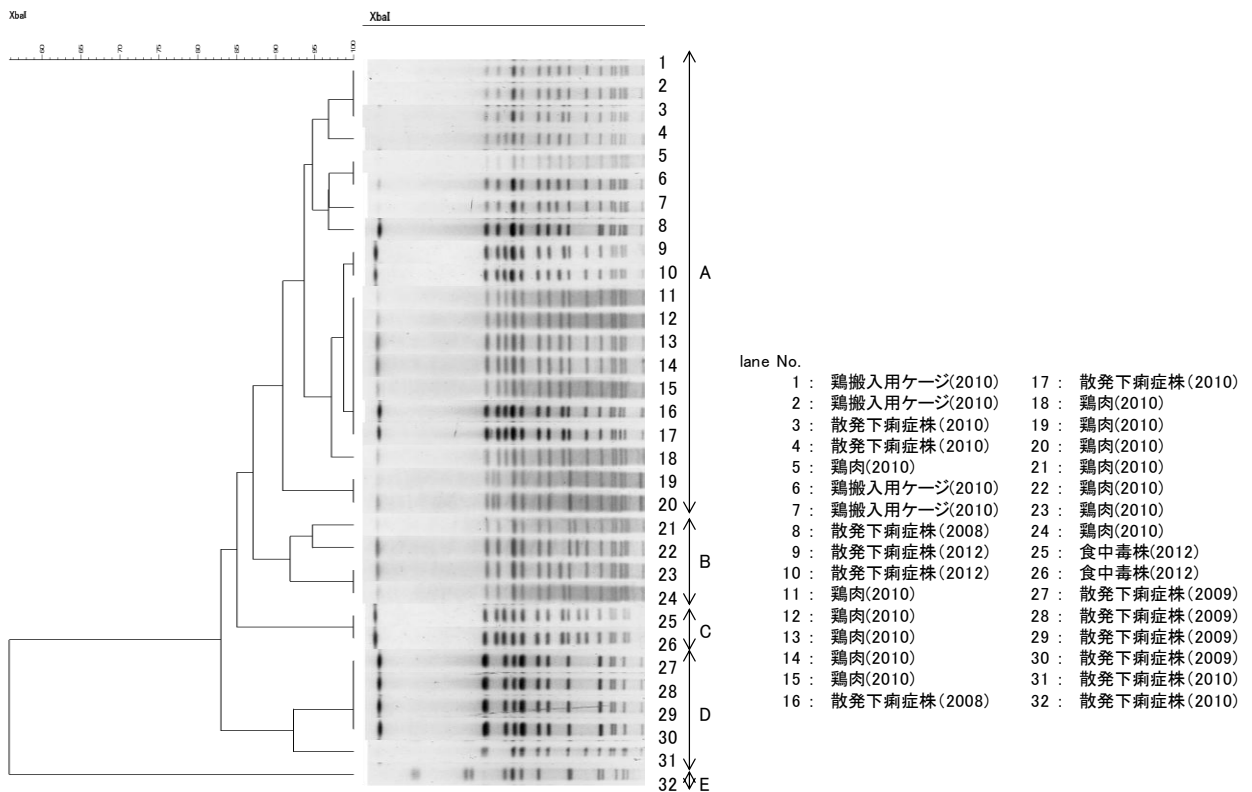 XbaI
XbaI
60 65 70 75 80 85 90 95 100
1
2
3
4
5
6
7
8
9
10
11
12
13
14
15
16
17
18
19
20
21
22
23
24
25
26
27
28
29
30
31
32
A
B
C
D
E
lane No.
1 : 鶏搬入用ケージ(2010)
2 : 鶏搬入用ケージ(2010)
3 : 散発下痢症株(2010)
4 : 散発下痢症株(2010)
5 : 鶏肉(2010)
6 : 鶏搬入用ケージ(2010)
7 : 鶏搬入用ケージ(2010)
8 : 散発下痢症株(2008)
9 : 散発下痢症株(2012)
10 : 散発下痢症株(2012)
11 : 鶏肉(2010)
12 : 鶏肉(2010)
13 : 鶏肉(2010)
14 : 鶏肉(2010)
15 : 鶏肉(2010)
16 : 散発下痢症株(2008)
17 : 散発下痢症株(2010)
18 : 鶏肉(2010)
19 : 鶏肉(2010)
20 : 鶏肉(2010)
21 : 鶏肉(2010)
22 : 鶏肉(2010)
23 : 鶏肉(2010)
24 : 鶏肉(2010)
25 : 食中毒株(2012)
26 : 食中毒株(2012)
27 : 散発下痢症株(2009)
28 : 散発下痢症株(2009)
29 : 散発下痢症株(2009)
30 : 散発下痢症株(2009)
31 : 散発下痢症株(2010)
32 : 散発下痢症株(2010)